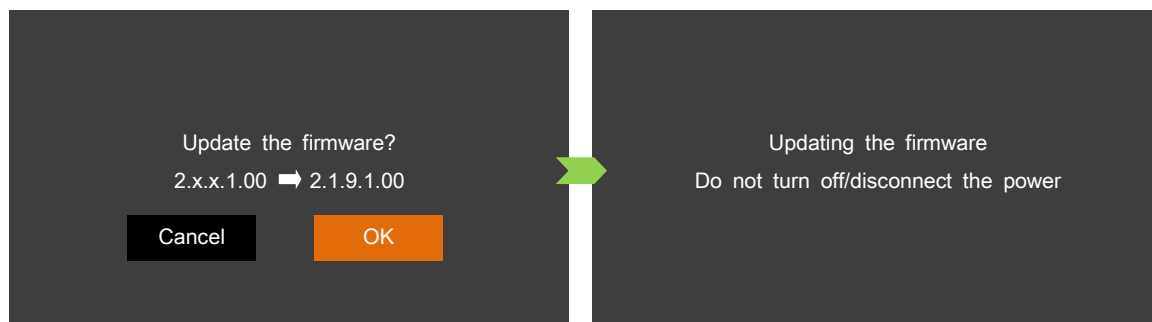 Update the firmware?
2.x.x.1.00 ➡ 2.1.9.1.00
Cancel
OK
Updating the firmware
Do not turn off/disconnect the power